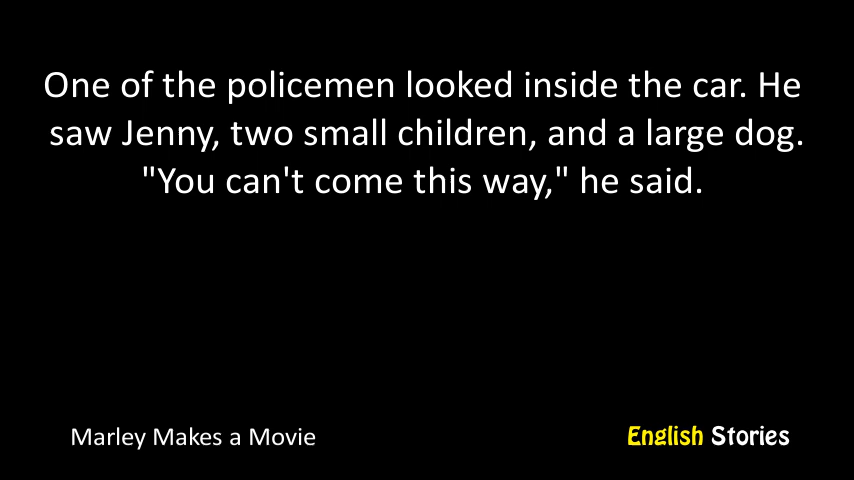 One of the policemen looked inside the car. He
saw Jenny, two small children, and a large dog.
"You can't come this way," he said.
Marley Makes a Movie
English Stories